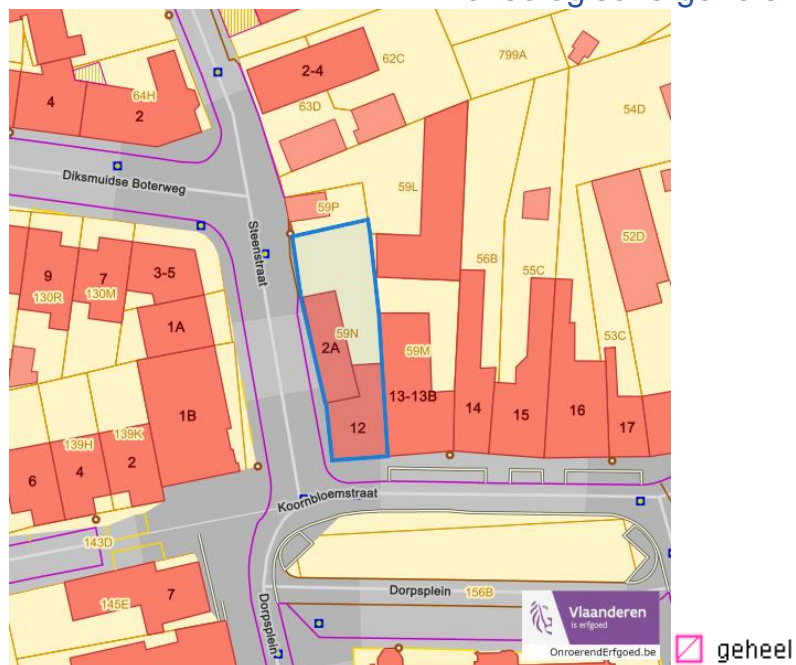 62C
799A
2-4
4
64H
2
63D
54D
Diksmuidse Boterweg
59L
59P
Steenstraat
52D
56B
9
7
3-5
55C
130R
130M
1A
59N
2A
59M
53C
1B
13-13B
12
14
15
16
17
139H
139K
6
4
2
Koornbloemstraat
143D
145E
7
Dorpsplein
156B
Dorpsplein
Vlaanderen
is erfgoed
OnroerendErfgoed.be
geheel